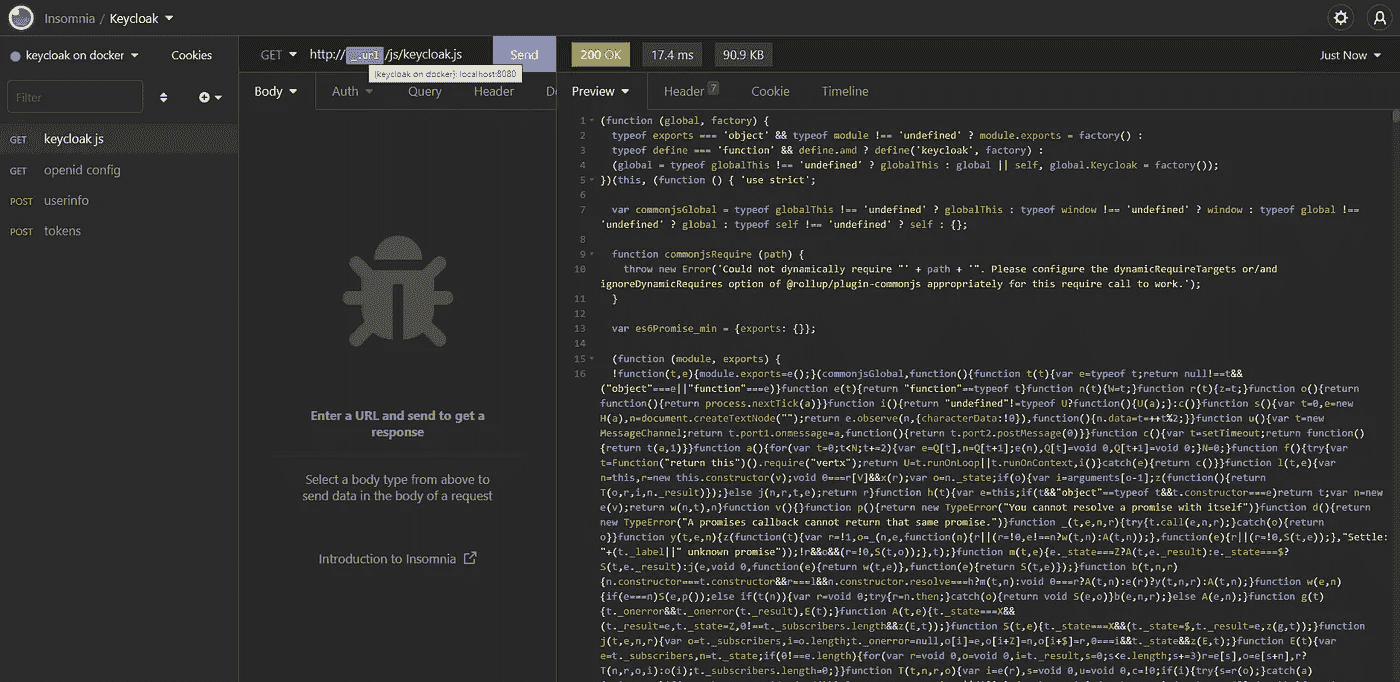 Insomnia / Keycloak
keycloak on docker
Cookies
GET
http://_.url/js/keycloak.js
Send
{keycloak on docker}: localhost:8080
200 OK
17.4 ms
90.9 KB
Just Now
Filter
Body
Auth
Query
Header
Preview
Header 7
Cookie
Timeline
GET keycloak.js
GET openid config
POST userinfo
POST tokens
Enter a URL and send to get a
response
Select a body type from above to
send data in the body of a request
Introduction to Insomnia
1 (function (global, factory) {
2 typeof exports === 'object' && typeof module !== 'undefined' ? module.exports = factory() :
3 typeof define === 'function' && define.amd ? define('keycloak', factory) :
4 (global = typeof globalThis !== 'undefined' ? globalThis : global || self, global.Keycloak = factory());
5 })(this, (function () { 'use strict';
6
7 var commonjsGlobal = typeof globalThis !== 'undefined' ? globalThis : typeof window !== 'undefined' ? window : typeof global !==
'undefined' ? global : typeof self !== 'undefined' ? self : {};
8
9 function commonjsRequire (path) {
10 throw new Error('Could not dynamically require "' + path + '". Please configure the dynamicRequireTargets or/and
ignoreDynamicRequires option of @rollup/plugin-commonjs appropriately for this require call to work.');
11 }
12
13 var es6Promise_min = {exports: {}};
14
15 (function (module, exports) {
16 !function(t,e){module.exports=e();}(commonjsGlobal,function(){function t(t){var e=typeof t;return null!==t&&
("object"===e||"function"===e)}function e(t){return "function"==typeof t}function n(t){W=t;}function r(t){z=t;}function o(){return
function(){return process.nextTick(a)}}function i(){return "undefined"!=typeof U?function(){U(a);}:c()}function s(){var t=0,e=new
H(a),n=document.createTextNode("");return e.observe(n,{characterData:!0}),function(){n.data=t=++t%2;}}function u(){var t=new
MessageChannel;return t.port1.onmessage=a,function(){return t.port2.postMessage(0)}}function c(){var t=setTimeout;return function()
{return t(a,1)}}function a(){for(var t=0;t<N;t+=2){var e=Q[t],n=Q[t+1];e(n),Q[t]=void 0,Q[t+1]=void 0;}N=0;}function f(){try{var
t=Function("return this")().require("vertx");return U=t.runOnLoop||t.runOnContext,i()}catch(e){return c()}}function l(t,e){var
n=this,r=new this.constructor(v);void 0===r[V]&&x(r);var o=n._state;if(o){var i=arguments[o-1];z(function(){return
T(o,r,i,n._result)});}else j(n,r,t,e);return r}function h(t){var e=this;if(t&&"object"==typeof t&&t.constructor===e)return t;var n=new
e(v);return w(n,t),n}function v(){}function p(){return new TypeError("You cannot resolve a promise with itself")}function d(){return
new TypeError("A promises callback cannot return that same promise.")}function _(t,e,n,r){try{t.call(e,n,r);}catch(o){return
o}}function y(t,e,n){z(function(t){var r=!1,o=_(n,e,function(n){r||(r=!0,e!==n?w(t,n):A(t,n));},function(e){r||(r=!0,S(t,e));},"Settle:
"+(t._label||" unknown promise"));!r&&o&&(r=!0,S(t,o));},t);}function m(t,e){e._state===Z?A(t,e._result):e._state===$?
S(t,e._result):j(e,void 0,function(e){return w(t,e)},function(e){return S(t,e)});}function b(t,n,r)
{n.constructor===t.constructor&&r===l&&n.constructor.resolve===h?m(t,n):void 0===r?A(t,n):e(r)?y(t,n,r):A(t,n);}function w(e,n)
{if(e===n)S(e,p());else if(t(n)){var r=void 0;try{r=n.then;}catch(o){return void S(e,o)}b(e,n,r);}else A(e,n);}function g(t)
{t._onerror&&t._onerror(t._result),E(t);}function A(t,e){t._state===X&&
(t._result=e,t._state=Z,0!==t._subscribers.length&&z(E,t));}function S(t,e){t._state===X&&(t._state=$,t._result=e,z(g,t));}function
j(t,e,n,r){var o=t._subscribers,i=o.length;t._onerror=null,o[i]=e,o[i+Z]=n,o[i+$]=r,0===i&&t._state&&z(E,t);}function E(t){var
e=t._subscribers,n=t._state;if(0!==e.length){for(var r=void 0,o=void 0,i=t._result,s=0;s<e.length;s+=3)r=e[s],o=e[s+n],r?
T(n,r,o,i):o(i);t._subscribers.length=0;}}function T(t,n,r,o){var i=e(r),s=void 0,u=void 0,c=!0;if(i){try{s=r(o);}catch(a)